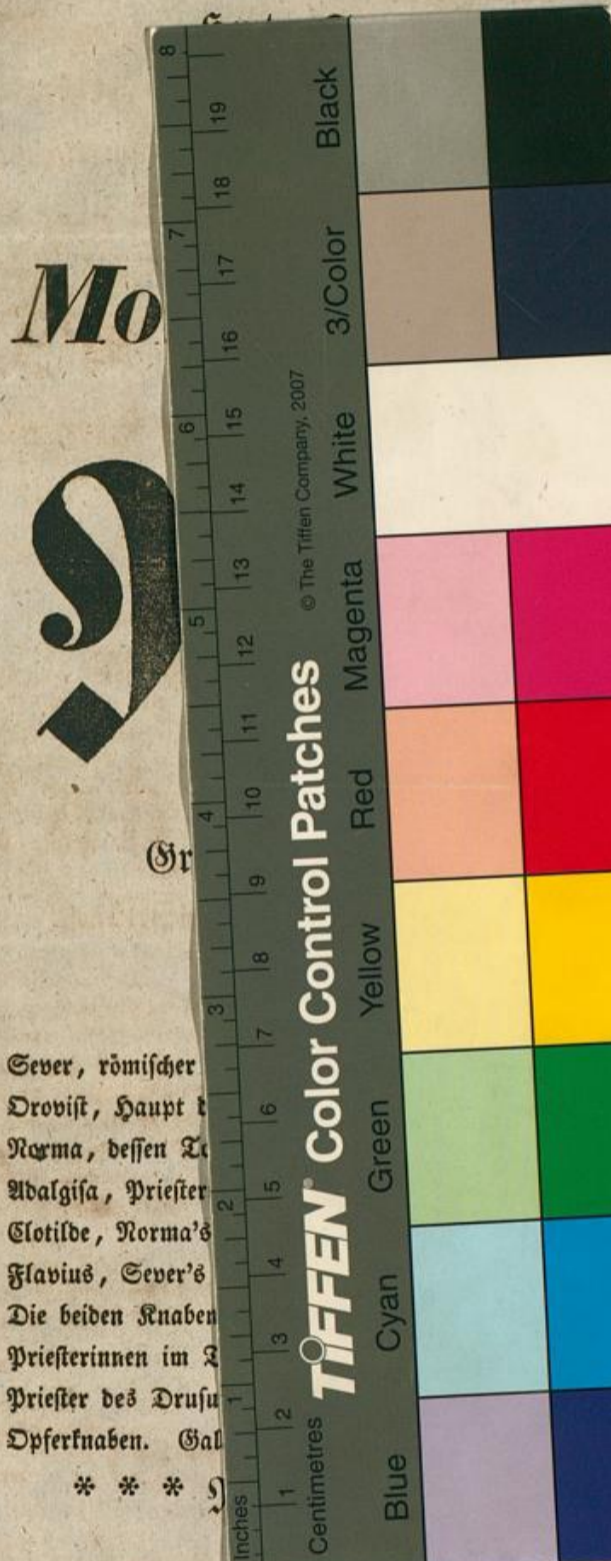 Mo
N
Gr
Sever, römischer
Orovist, Haupt
Norma, dessen
Adalgisa, Priester
Clotilde, Norma's
Flavius, Sever's
Die beiden Knaben
Priesterinnen im
Priester des Drusu
Opferknaben. Gal
* * *
8
7
6
5
4
3
2
1
Inches
19
18
17
16
15
14
13
12
11
10
9
8
7
6
5
4
3
2
1
Centimetres
TIFFEN® Color Control Patches
© The Tiffen Company, 2007
Black
3/Color
White
Magenta
Red
Yellow
Green
Cyan
Blue